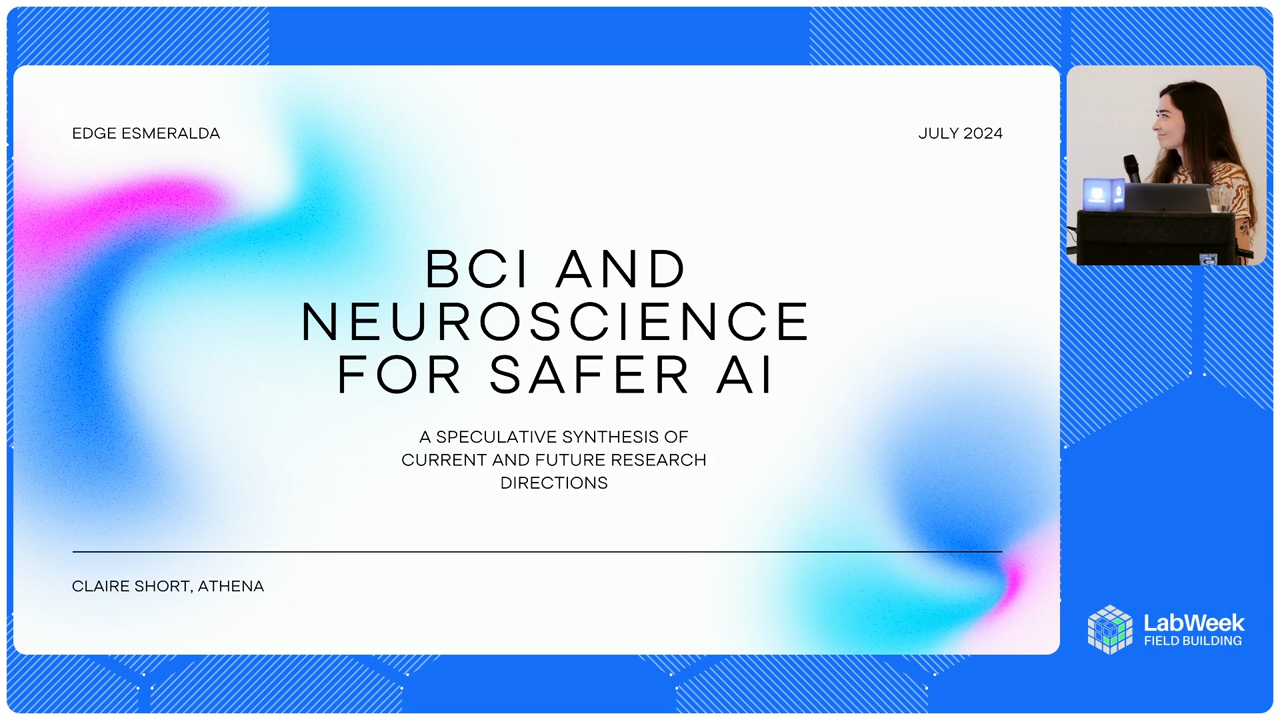 EDGE ESMERALDA
JULY 2024
BCI AND
NEUROSCIENCE
FOR SAFER AI
A SPECULATIVE SYNTHESIS OF
CURRENT AND FUTURE RESEARCH
DIRECTIONS
CLAIRE SHORT, ATHENA
LabWeek
FIELD BUILDING